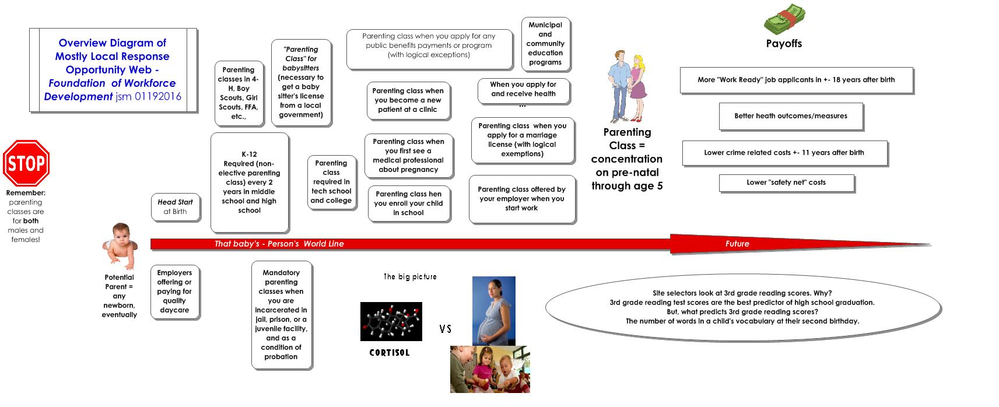 Overview Diagram of
Mostly Local Response
Opportunity Web -
Foundation  of Workforce
Development jsm 01192016
STOP
Remember:
parenting
classes are
for both
males and
females!
Potential
Parent =
any
newborn,
eventually
Head Start
at Birth
Parenting
classes in 4-
H, Boy
Scouts, Girl
Scouts, FFA,
etc.,
"Parenting
Class" for
babysitters
(necessary to
get a baby
sitter's license
from a local
government)
K-12
Required (non-
elective parenting
class) every 2
years in middle
school and high
school
Parenting
class
required in
tech school
and college
Parenting class when you apply for any
public benefits payments or program
(with logical exceptions)
Parenting class when
you become a new
patient at a clinic
Parenting class when
you first see a
medical professional
about pregnancy
Parenting class hen
you enroll your child
in school
Municipal
and
community
education
programs
When you apply for
and receive health
...
Parenting class  when you
apply for a marriage
license (with logical
exemptions)
Parenting class offered by
your employer when you
start work
Parenting
Class =
concentration
on pre-natal
through age 5
Payoffs
More "Work Ready" job applicants in +- 18 years after birth
Better heath outcomes/measures
Lower crime related costs +- 11 years after birth
Lower "safety net" costs
That baby's - Person's  World Line
Future
Employers
offering or
paying for
quality
daycare
Mandatory
parenting
classes when
you are
incarcerated in
jail, prison, or a
juvenile facility,
and as a
condition of
probation
The big picture
CORTISOL
VS
Site selectors look at 3rd grade reading scores. Why?
3rd grade reading test scores are the best predictor of high school graduation.
But, what predicts 3rd grade reading scores?
The number of words in a child's vocabulary at their second birthday.